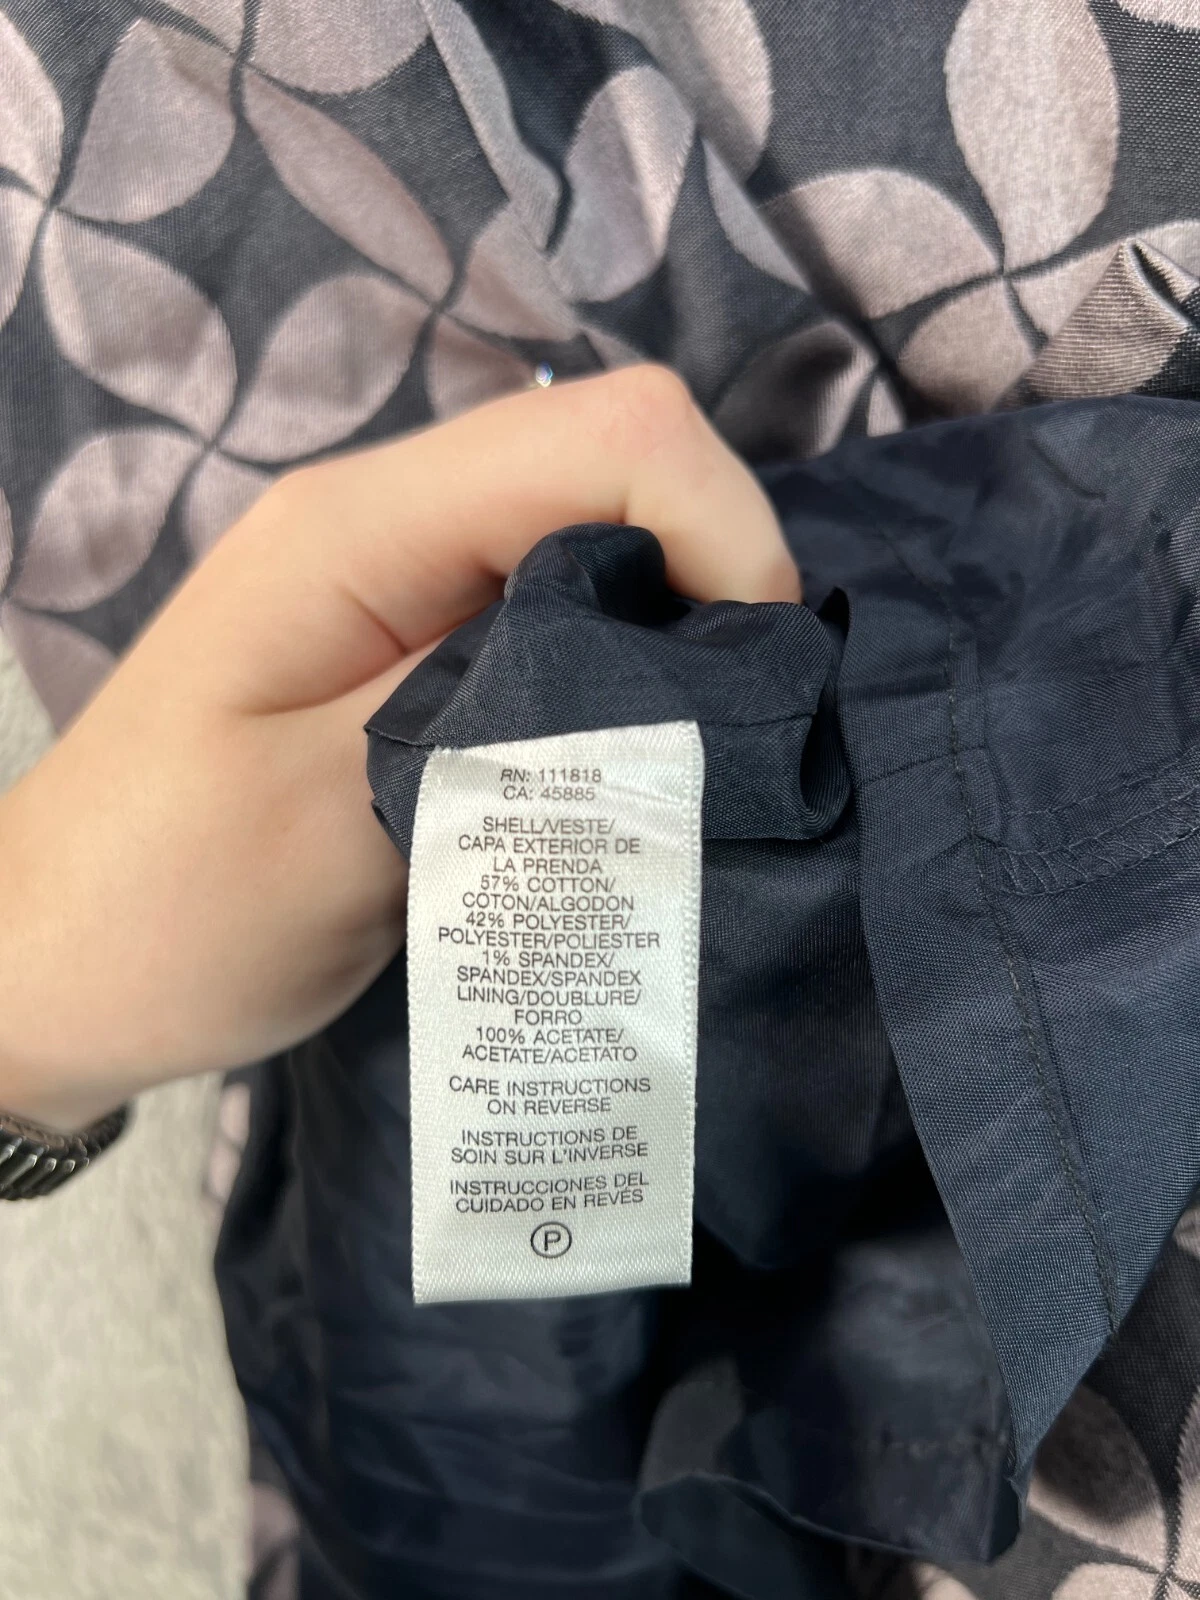 RN: 111818
CA: 45885
SHELL/VESTE/
CAPA EXTERIOR DE
LA PRENDA
57% COTTON/
COTON/ALGODON
42% POLYESTER/
POLYESTER/POLIESTER
1% SPANDEX/
SPANDEX/SPANDEX
LINING/DOUBLURE/
FORRO
100% ACETATE/
ACETATE/ACETATO
CARE INSTRUCTIONS
ON REVERSE
INSTRUCTIONS DE
SOIN SUR L'INVERSE
INSTRUCCIONES DEL
CUIDADO EN REVÉS
P